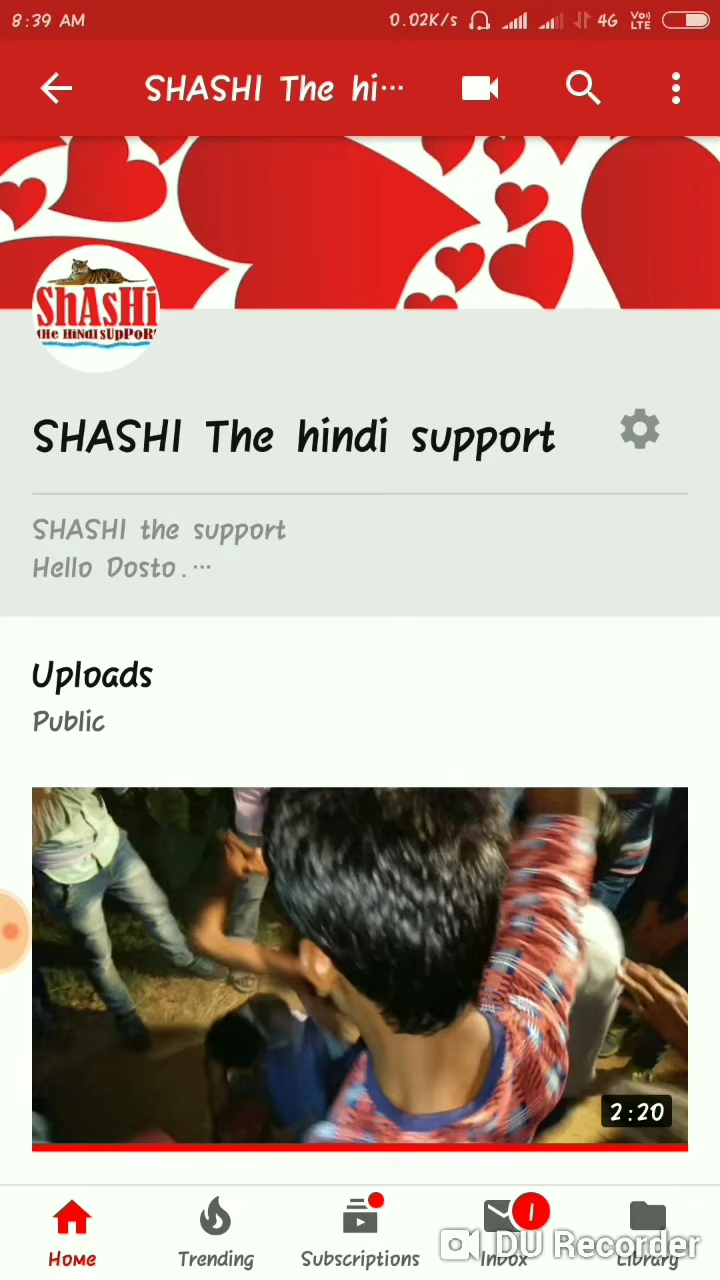 8:39 AM 0.02K/s 4G Vo) LTE
SHASHI The hi...
ShAsHi
tHe HiNdI sUpPoRt
SHASHI The hindi support
SHASHI the support
Hello Dosto....
Uploads
Public
2:20
Home Trending Subscriptions Inbox 1 Library
DU Recorder